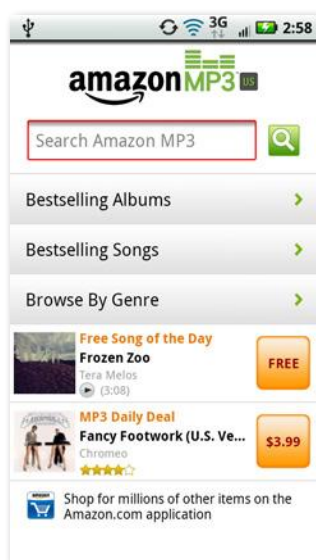 3G 2:58
amazonMP3 US
Search Amazon MP3
Bestselling Albums
Bestselling Songs
Browse By Genre
Free Song of the Day
Frozen Zoo
Tera Melos
(3:08)
FREE
MP3 Daily Deal
Fancy Footwork (U.S. Ve...
Chromeo
$3.99
Shop for millions of other items on the
Amazon.com application